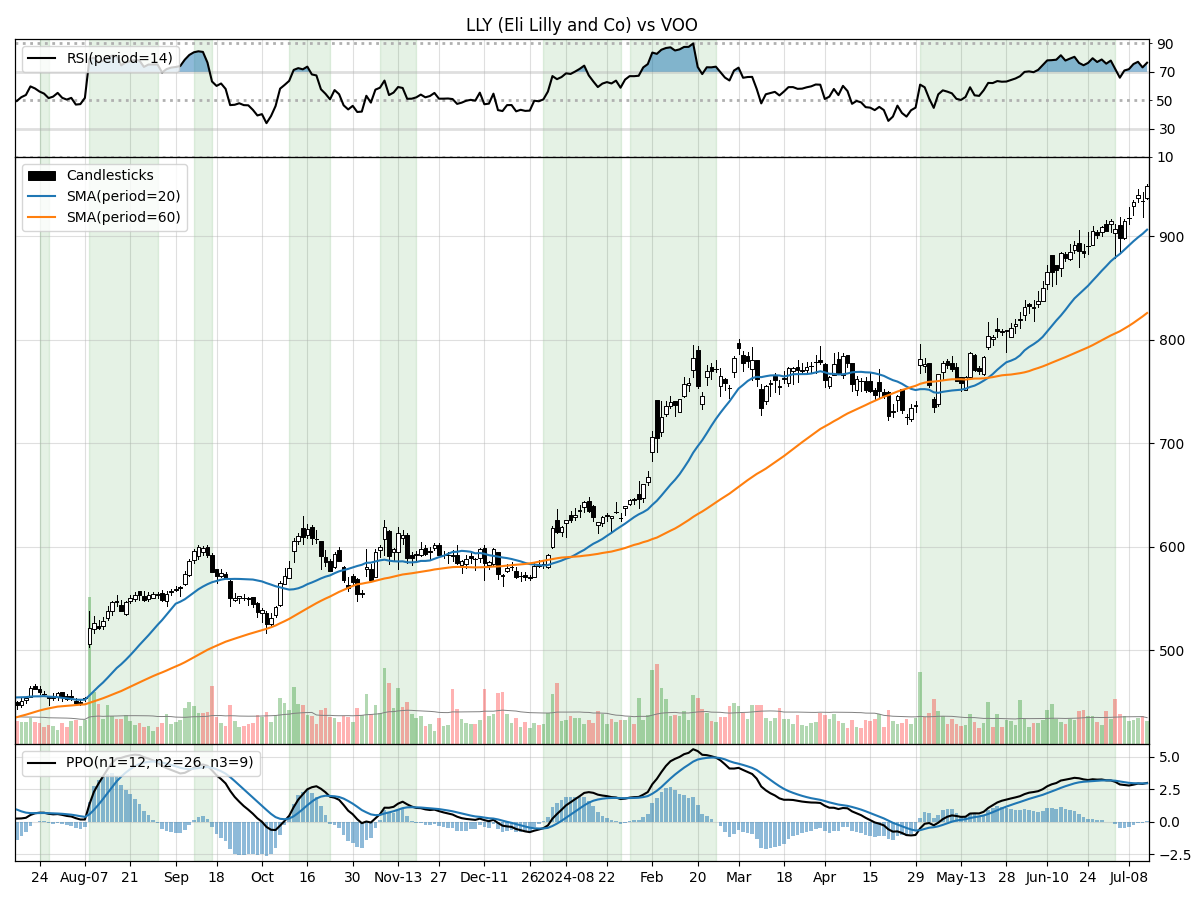 LLY (Eli Lilly and Co) vs VOO
RSI(period=14)
90
70
50
30
10
Candlesticks
SMA(period=20)
SMA(period=60)
900
800
700
600
500
PPO(n1=12, n2=26, n3=9)
5.0
2.5
0.0
−2.5
24 Aug-07 21 Sep 18 Oct 16 30 Nov-13 27 Dec-11 26 2024-08 22 Feb 20 Mar 18 Apr 15 29 May-13 28 Jun-10 24 Jul-08